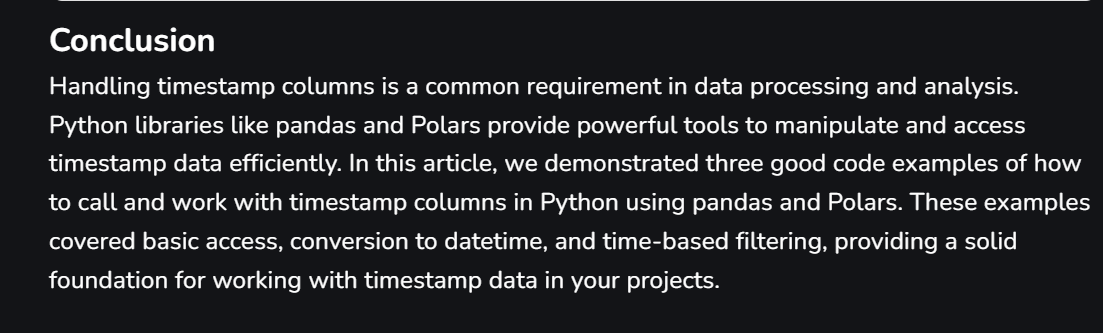 Conclusion
Handling timestamp columns is a common requirement in data processing and analysis.
Python libraries like pandas and Polars provide powerful tools to manipulate and access
timestamp data efficiently. In this article, we demonstrated three good code examples of how
to call and work with timestamp columns in Python using pandas and Polars. These examples
covered basic access, conversion to datetime, and time-based filtering, providing a solid
foundation for working with timestamp data in your projects.